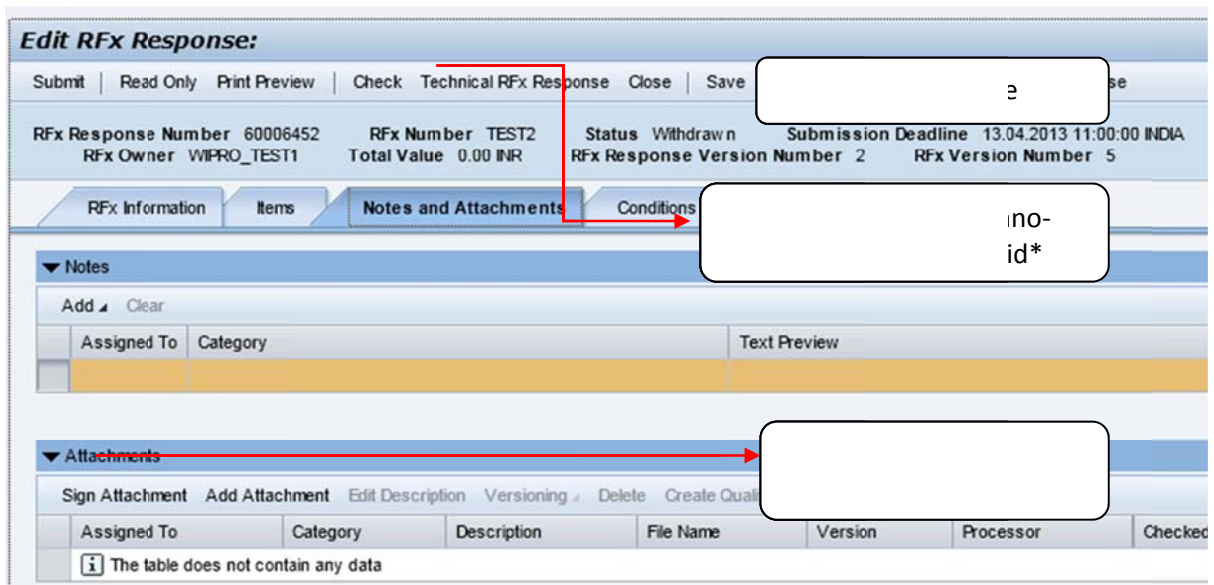 Edit RFx Response:
Submit | Read Only Print Preview | Check Technical RFx Response Close | Save
RFx Response Number 60006452 RFx Number TEST2 Status Withdrawn Submission Deadline 13.04.2013 11:00:00 INDIA
RFx Owner WIPRO_TEST1 Total Value 0.00 INR RFx Response Version Number 2 RFx Version Number 5
RFx Information Items Notes and Attachments Conditions
Notes
Add Clear
Assigned To Category Text Preview
Attachments
Sign Attachment Add Attachment Edit Description Versioning Delete Create
Assigned To Category Description File Name Version Processor Checked
The table does not contain any data